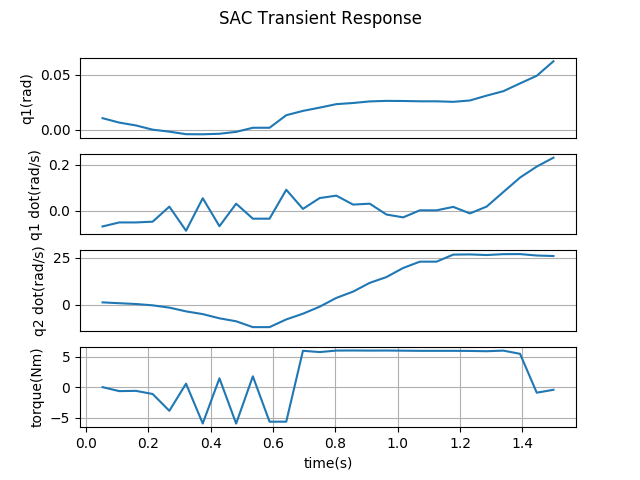 SAC Transient Response
q1(rad)
0.05
0.00
q1 dot(rad/s)
0.2
0.0
q2 dot(rad/s)
25
0
torque(Nm)
5
0
−5
0.0 0.2 0.4 0.6 0.8 1.0 1.2 1.4
time(s)